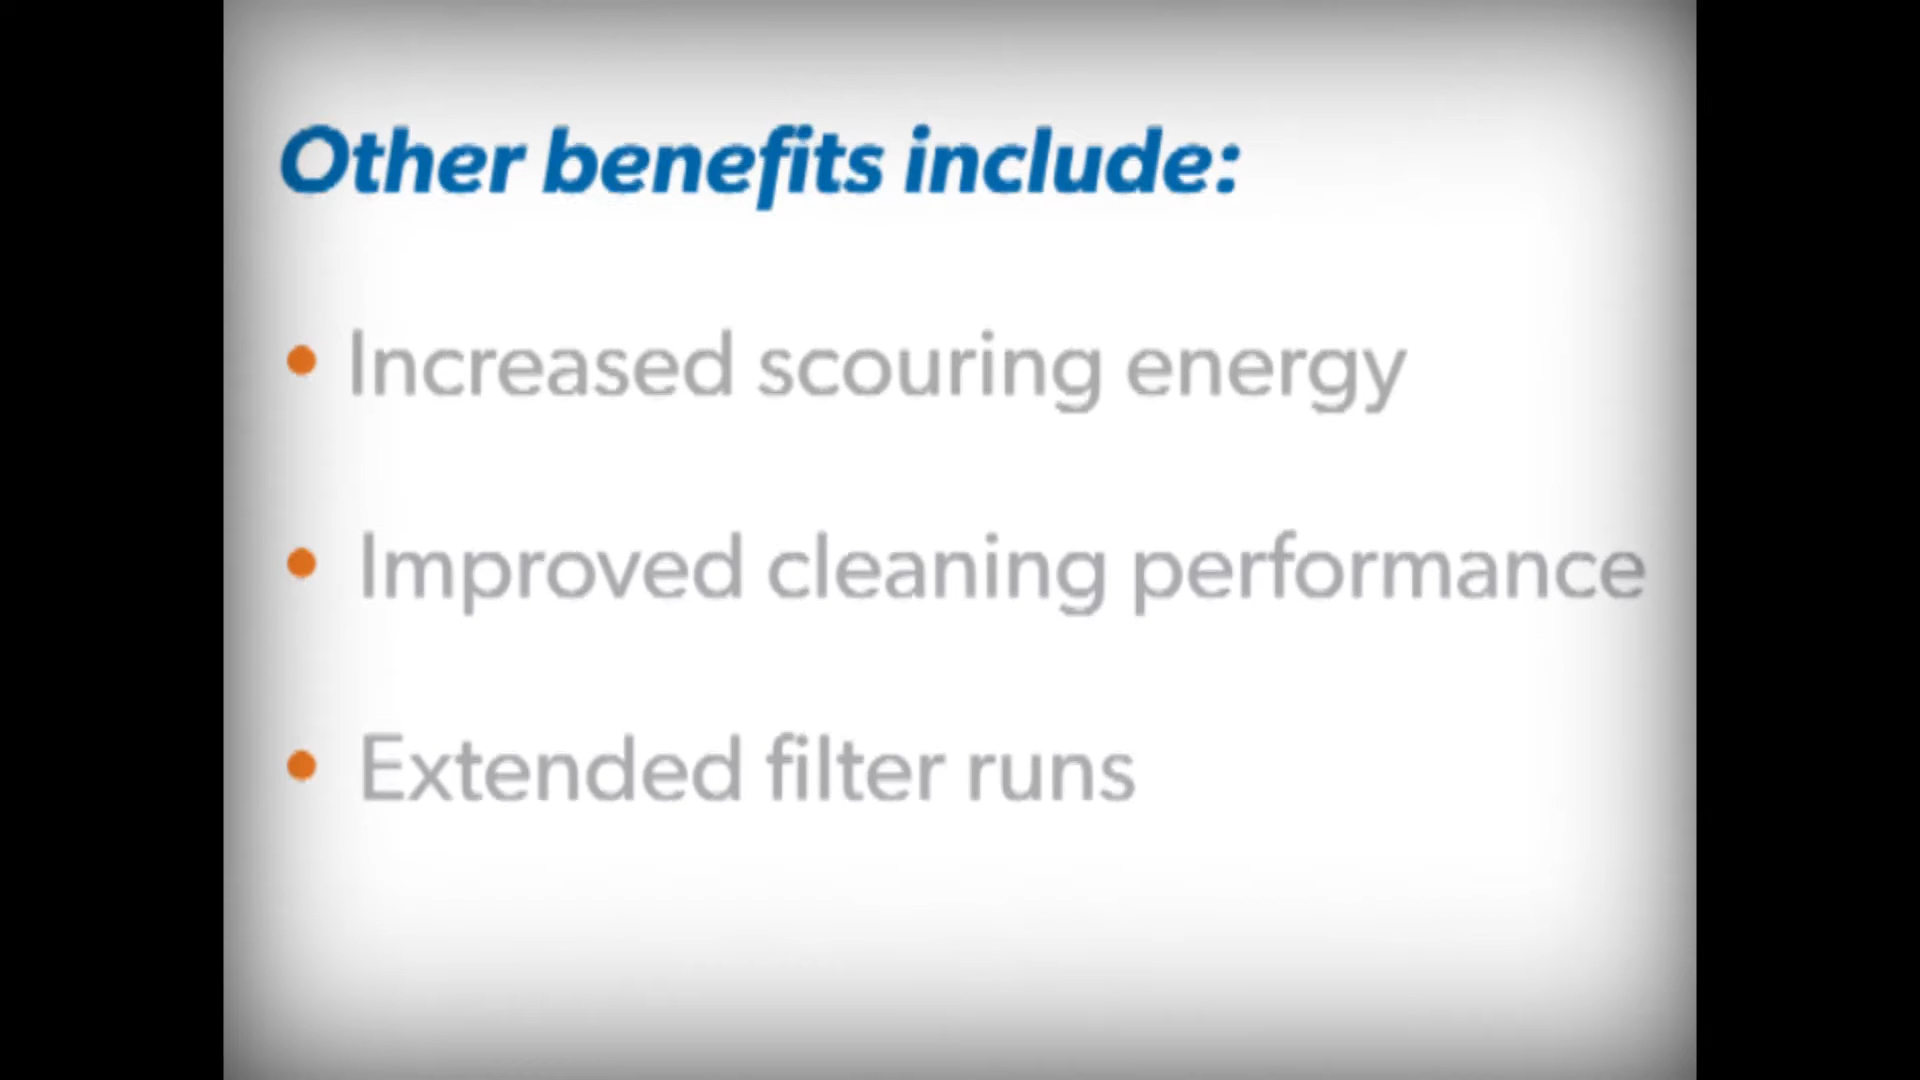 Other benefits include:
• Increased scouring energy
• Improved cleaning performance
• Extended filter runs